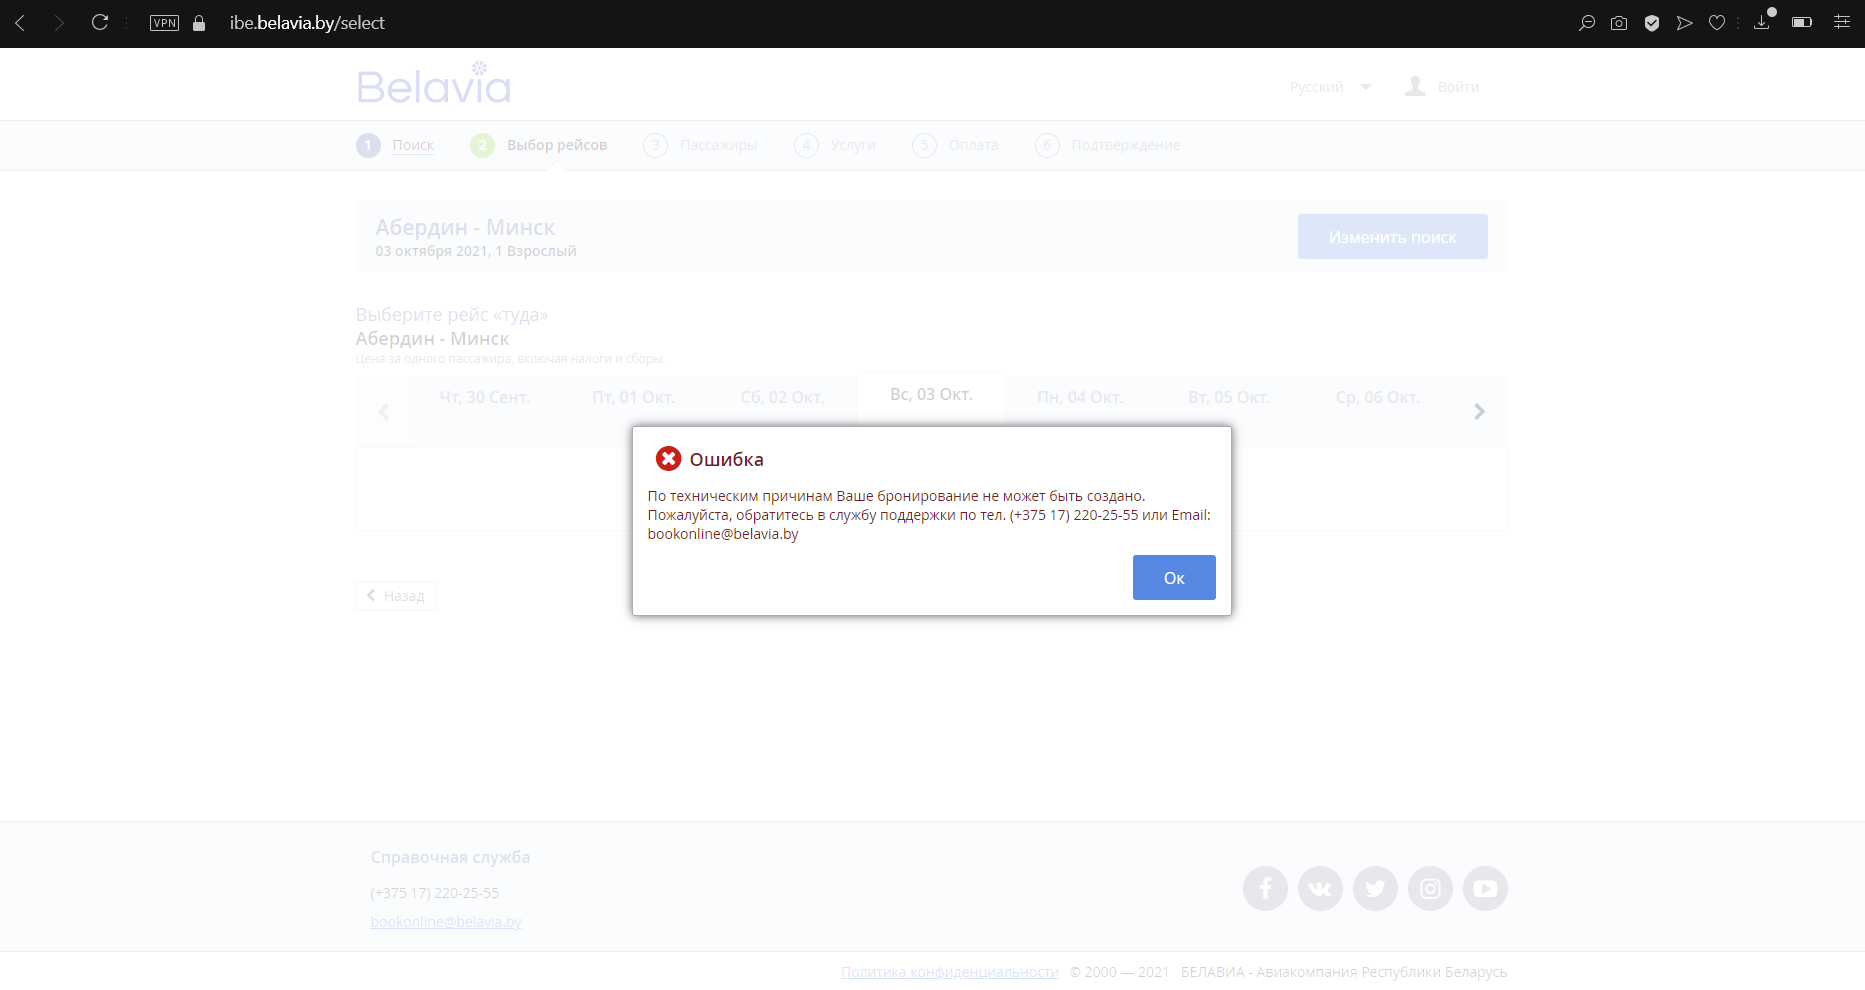 VPN
ibe.belavia.by/select
Belavia
Русский
Войти
1 Поиск
2 Выбор рейсов
3 Пассажиры
4 Услуги
5 Оплата
6 Подтверждение
Абердин - Минск
03 октября 2021, 1 Взрослый
Изменить поиск
Выберите рейс «туда»
Абердин - Минск
Цена за одного пассажира, включая налоги и сборы.
Чт, 30 Сент.
Пт, 01 Окт.
Сб, 02 Окт.
Вс, 03 Окт.
Пн, 04 Окт.
Вт, 05 Окт.
Ср, 06 Окт.
Ошибка
По техническим причинам Ваше бронирование не может быть создано.
Пожалуйста, обратитесь в службу поддержки по тел. (+375 17) 220-25-55 или Email:
bookonline@belavia.by
Ок
Назад
Справочная служба
(+375 17) 220-25-55
bookonline@belavia.by
Политика конфиденциальности © 2000 — 2021 БЕЛАВИА - Авиакомпания Республики Беларусь